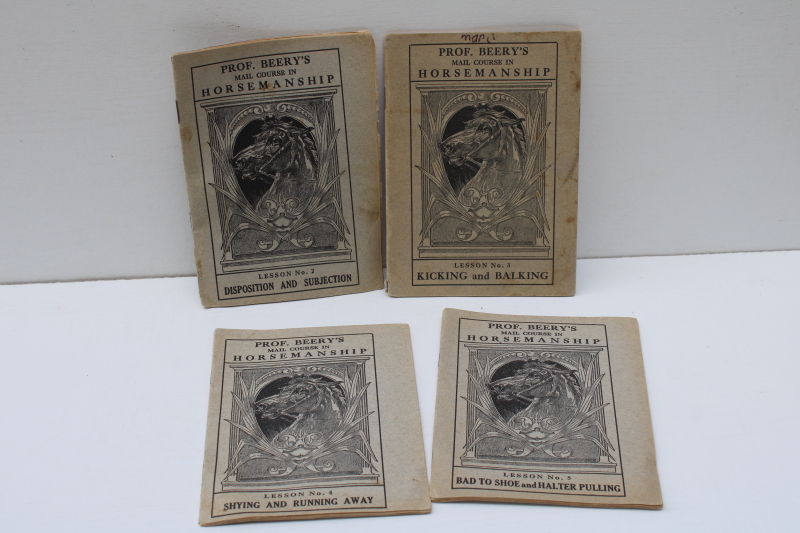 PROF. BEERY'S
MAIL COURSE IN
HORSEMANSHIP
LESSON No. 2
DISPOSITION AND SUBJECTION
PROF. BEERY'S
MAIL COURSE IN
HORSEMANSHIP
LESSON No. 3
KICKING and BALKING
PROF. BEERY'S
MAIL COURSE IN
HORSEMANSHIP
LESSON No. 4
SHYING AND RUNNING AWAY
PROF. BEERY'S
MAIL COURSE IN
HORSEMANSHIP
LESSON No. 5
BAD TO SHOE and HALTER PULLING